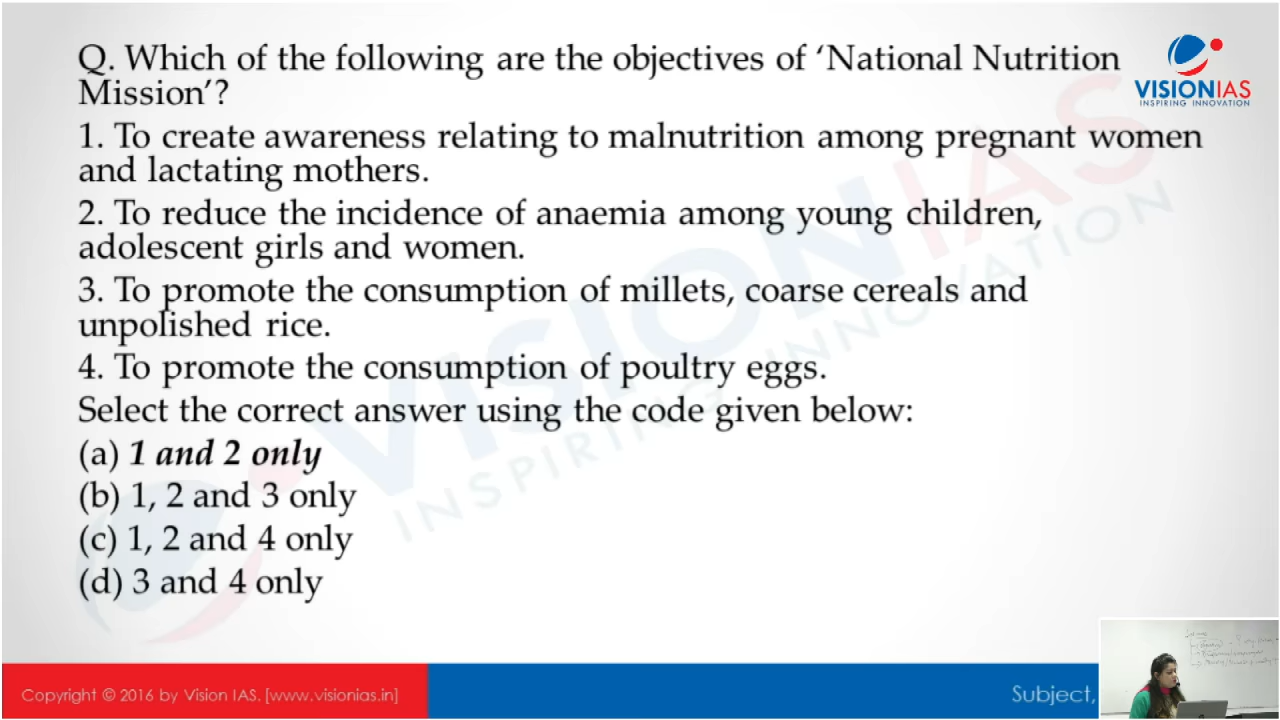 Q. Which of the following are the objectives of ‘National Nutrition
Mission’?
1. To create awareness relating to malnutrition among pregnant women
and lactating mothers.
2. To reduce the incidence of anaemia among young children,
adolescent girls and women.
3. To promote the consumption of millets, coarse cereals and
unpolished rice.
4. To promote the consumption of poultry eggs.
Select the correct answer using the code given below:
(a) 1 and 2 only
(b) 1, 2 and 3 only
(c) 1, 2 and 4 only
(d) 3 and 4 only
VISIONIAS
INSPIRING INNOVATION
VISIONIAS
INSPIRING INNOVATION
Copyright © 2016 by Vision IAS. [www.visionias.in]
Subject,